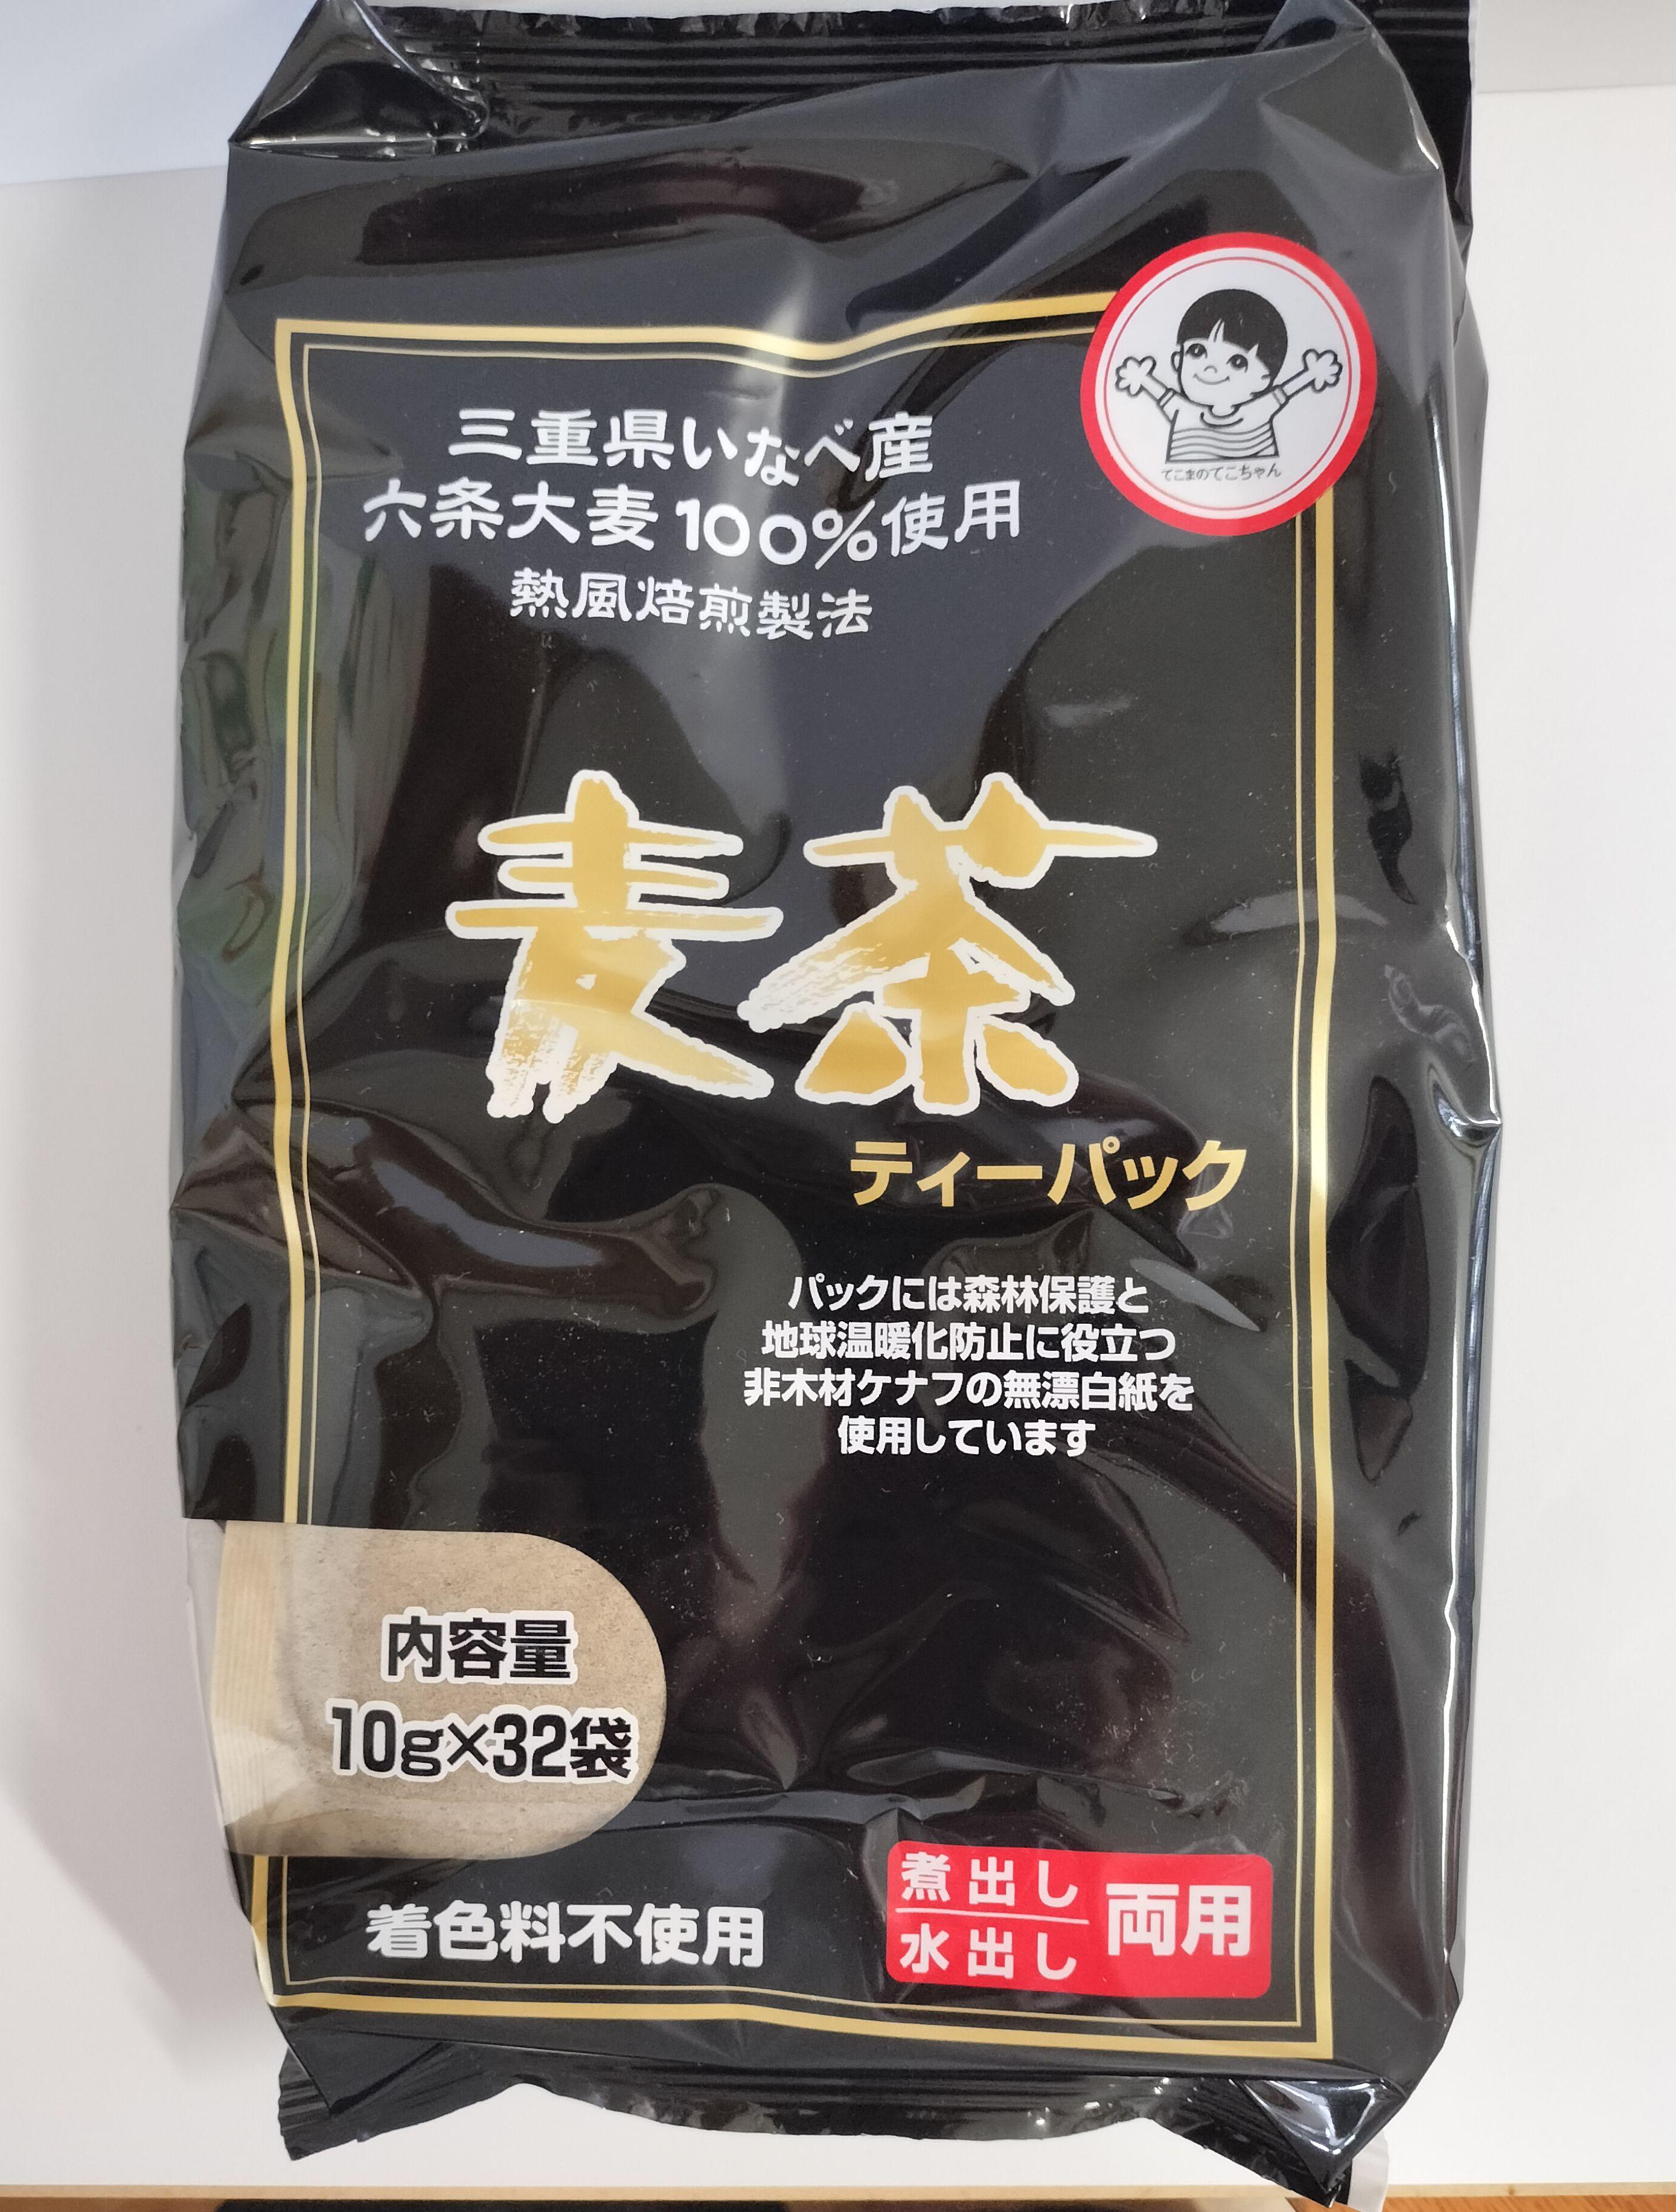 てこまのてこちゃん
三重県いなべ産
六条大麦100%使用
熱風焙煎製法
麦茶
ティーパック
パックには森林保護と
地球温暖化防止に役立つ
非木材ケナフの無漂白紙を
使用しています
内容量
10g×32袋
着色料不使用
煮出し
水出し
両用